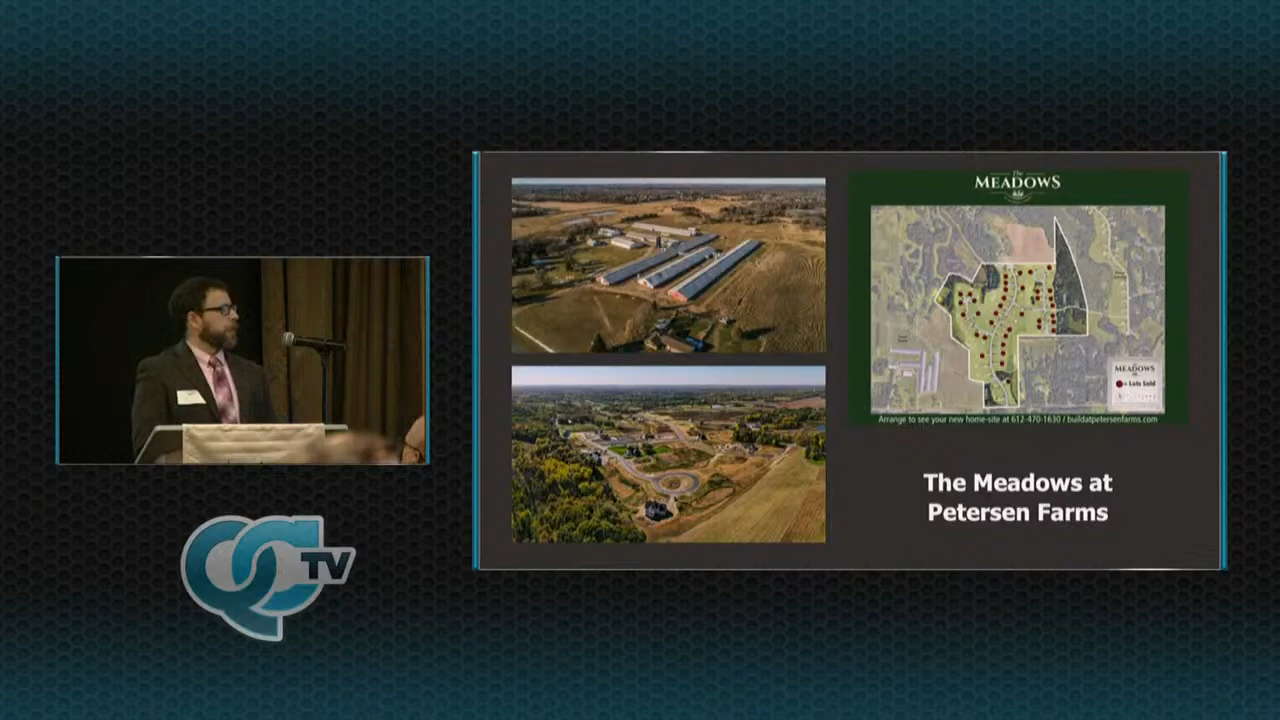 The
MEADOWS
MEADOWS
= Lots Sold
Arrange to see your new home-site at 612-470-1630 / buildatpetersenfarms.com
The Meadows at
Petersen Farms
QC
TV